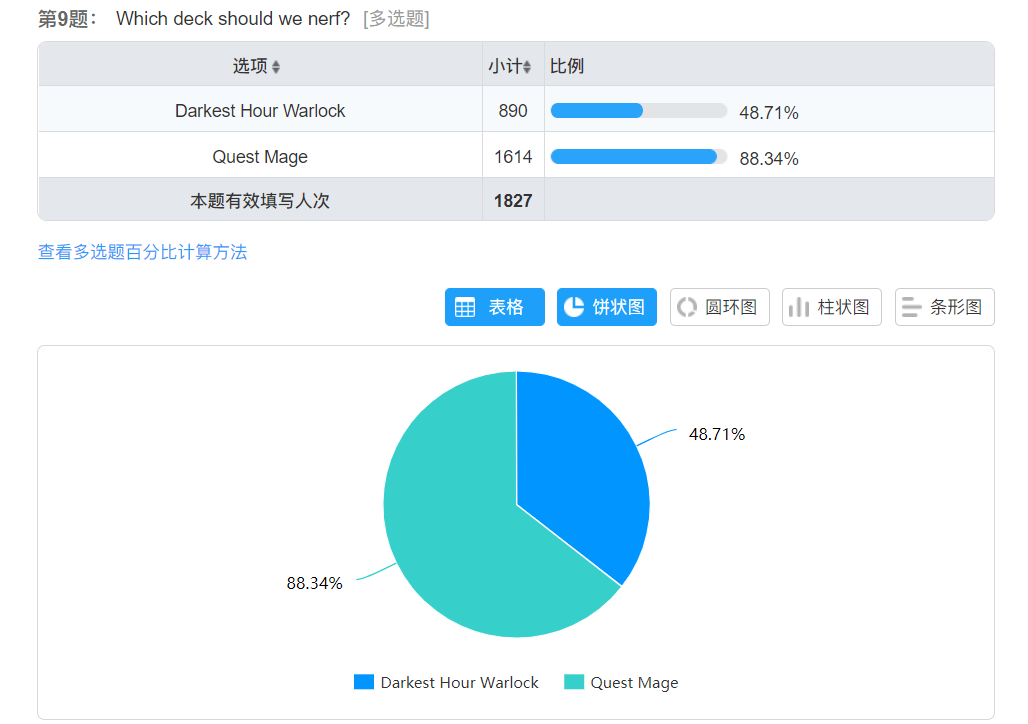 第9题： Which deck should we nerf? [多选题]
选项 小计 比例
Darkest Hour Warlock 890 48.71%
Quest Mage 1614 88.34%
本题有效填写人次 1827
查看多选题百分比计算方法
表格 饼状图 圆环图 柱状图 条形图
48.71%
88.34%
Darkest Hour Warlock Quest Mage